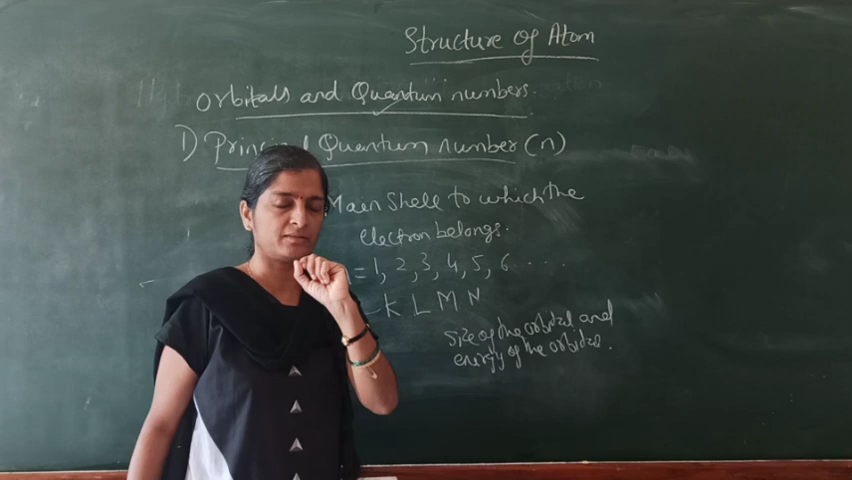 Structure of Atom
Orbitals and Quantum numbers.
1) Principal Quantum number (n)
Main Shell to which the
electron belongs.
= 1, 2, 3, 4, 5, 6 ....
K L M N
Size of the orbital and
energy of the orbital.